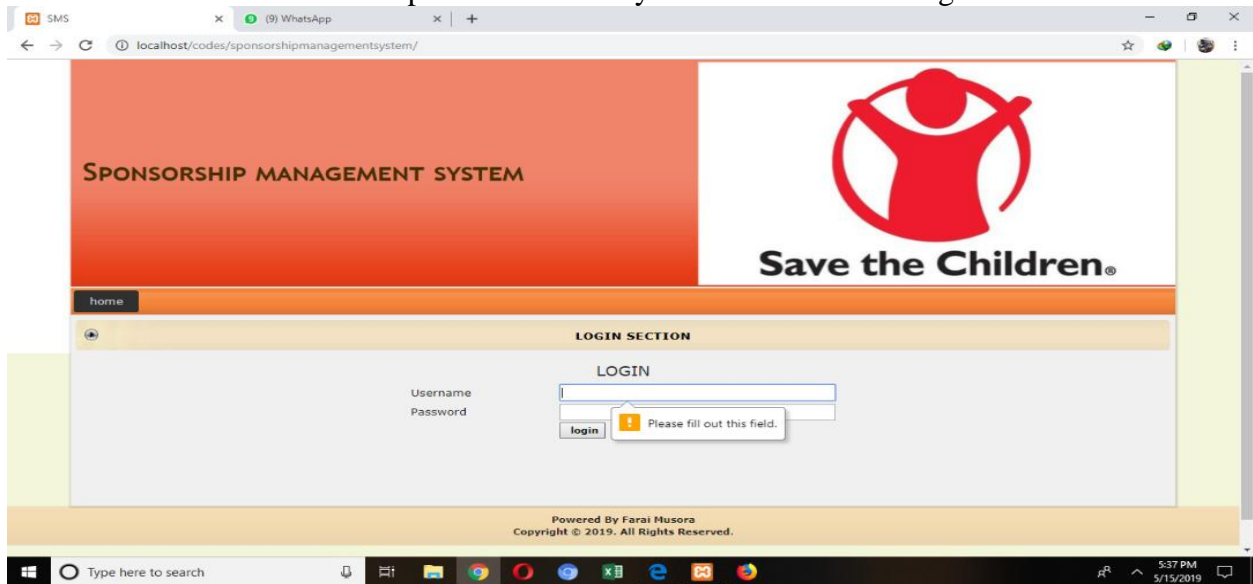 SMS
(9) WhatsApp
localhost/codes/sponsorshipmanagementsystem/
SPONSORSHIP MANAGEMENT SYSTEM
Save the Children®
home
LOGIN SECTION
LOGIN
Username
Password
Please fill out this field.
login
Powered By Farai Musora
Copyright © 2019. All Rights Reserved.
Type here to search
5:37 PM
5/15/2019